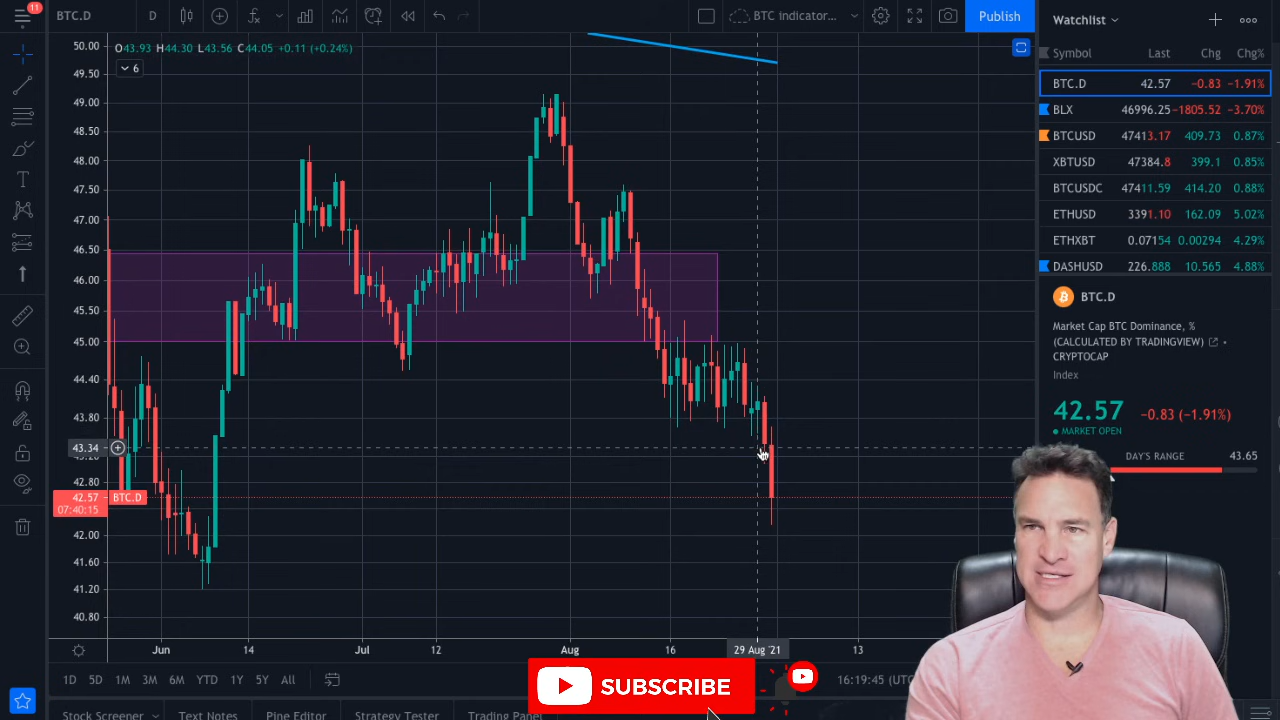 11
BTC.D
D
BTC indicator...
Publish
Watchlist
O43.93 H44.30 L43.56 C44.05 +0.11 (+0.24%)
6
Symbol Last Chg Chg%
BTC.D 42.57 −0.83 −1.91%
BLX 46996.25 −1805.52 −3.70%
BTCUSD 47413.17 409.73 0.87%
XBTUSD 47384.8 399.1 0.85%
BTCUSDC 47411.59 414.20 0.88%
ETHUSD 3391.10 162.09 5.02%
ETHXBT 0.07154 0.00294 4.29%
DASHUSD 226.888 10.565 4.88%
BTC.D
Market Cap BTC Dominance, %
(CALCULATED BY TRADINGVIEW) •
CRYPTOCAP
Index
42.57 −0.83 (−1.91%)
MARKET OPEN
DAY'S RANGE 43.65
50.00
49.50
49.00
48.50
48.00
47.50
47.00
46.50
46.00
45.50
45.00
44.40
43.80
43.34
43.20
42.80
42.57 BTC.D
07:40:15
42.00
41.60
41.20
40.80
Jun 14 Jul 12 Aug 16 29 Aug '21 13
1D 1M 3M 6M YTD 1Y 5Y All
16:19:45 (UTC
SUBSCRIBE
Stock Screener Text Notes Pine Editor Strategy Tester Trading Panel